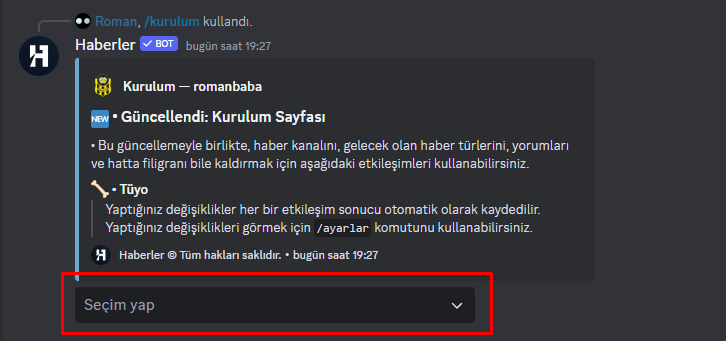 Roman, /kurulum kullandı.
Haberler ✓ BOT bugün saat 19:27
Kurulum — romanbaba
NEW • Güncellendi: Kurulum Sayfası
• Bu güncellemeyle birlikte, haber kanalını, gelecek olan haber türlerini, yorumları
ve hatta filigranı bile kaldırmak için aşağıdaki etkileşimleri kullanabilirsiniz.
• Tüyo
Yaptığınız değişiklikler her bir etkileşim sonucu otomatik olarak kaydedilir.
Yaptığınız değişiklikleri görmek için /ayarlar komutunu kullanabilirsiniz.
Haberler © Tüm hakları saklıdır. • bugün saat 19:27
Seçim yap